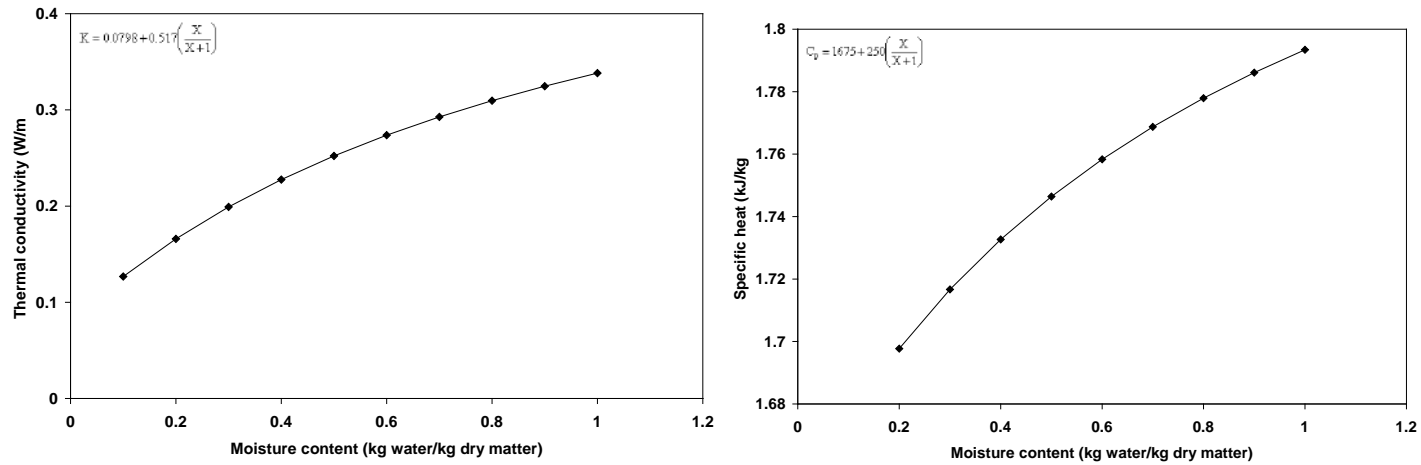 0.4
K = 0.0798+0.517(X/X+1)
0.3
0.2
0.1
0
0 0.2 0.4 0.6 0.8 1 1.2
Thermal conductivity (W/m
Moisture content (kg water/kg dry matter)
1.8
Cp = 1675+250(X/X+1)
1.78
1.76
1.74
1.72
1.7
1.68
0 0.2 0.4 0.6 0.8 1 1.2
Specific heat (kJ/kg
Moisture content (kg water/kg dry matter)